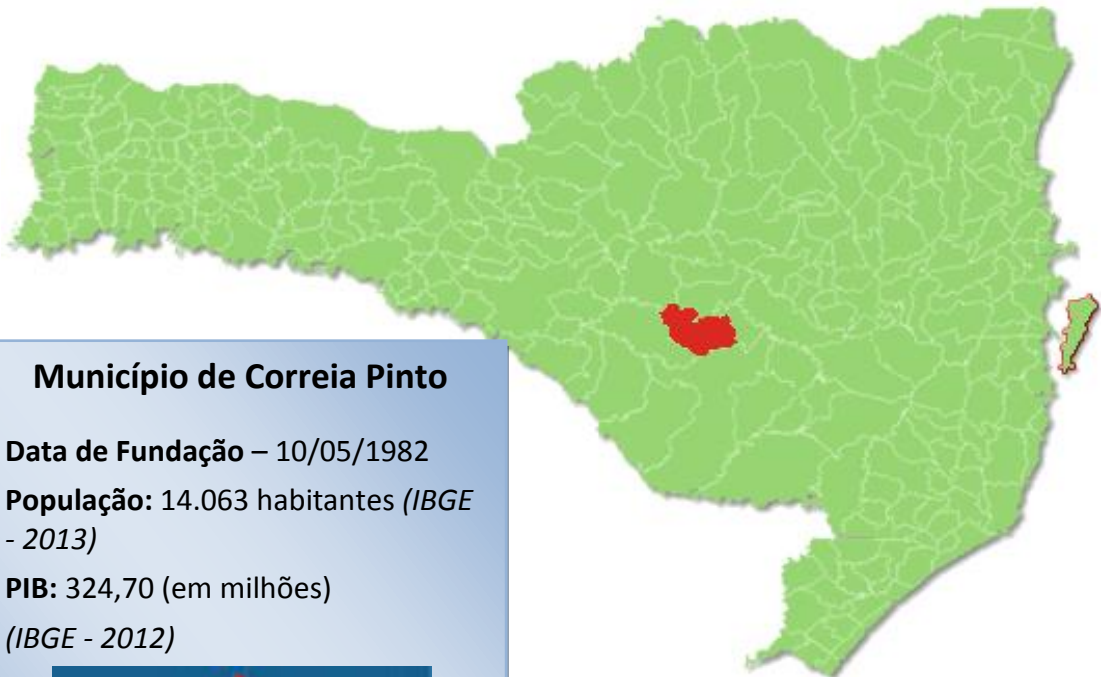 Município de Correia Pinto
Data de Fundação – 10/05/1982
População: 14.063 habitantes (IBGE
- 2013)
PIB: 324,70 (em milhões)
(IBGE - 2012)